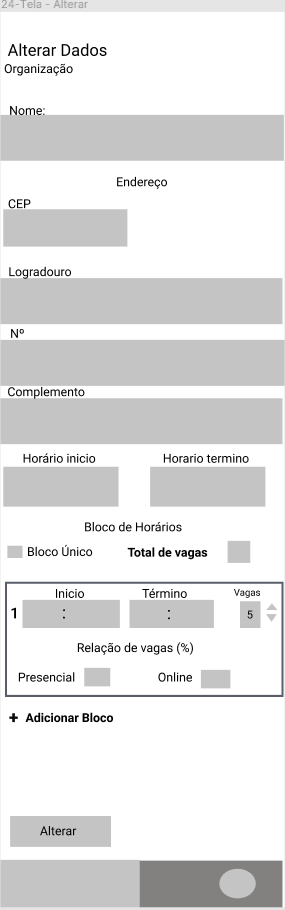 24-Tela - Alterar
Alterar Dados
Organização
Nome:
Endereço
CEP
Logradouro
Nº
Complemento
Horário inicio Horario termino
Bloco de Horários
Bloco Único Total de vagas
Inicio Término Vagas
1 : : 5
Relação de vagas (%)
Presencial Online
+ Adicionar Bloco
Alterar